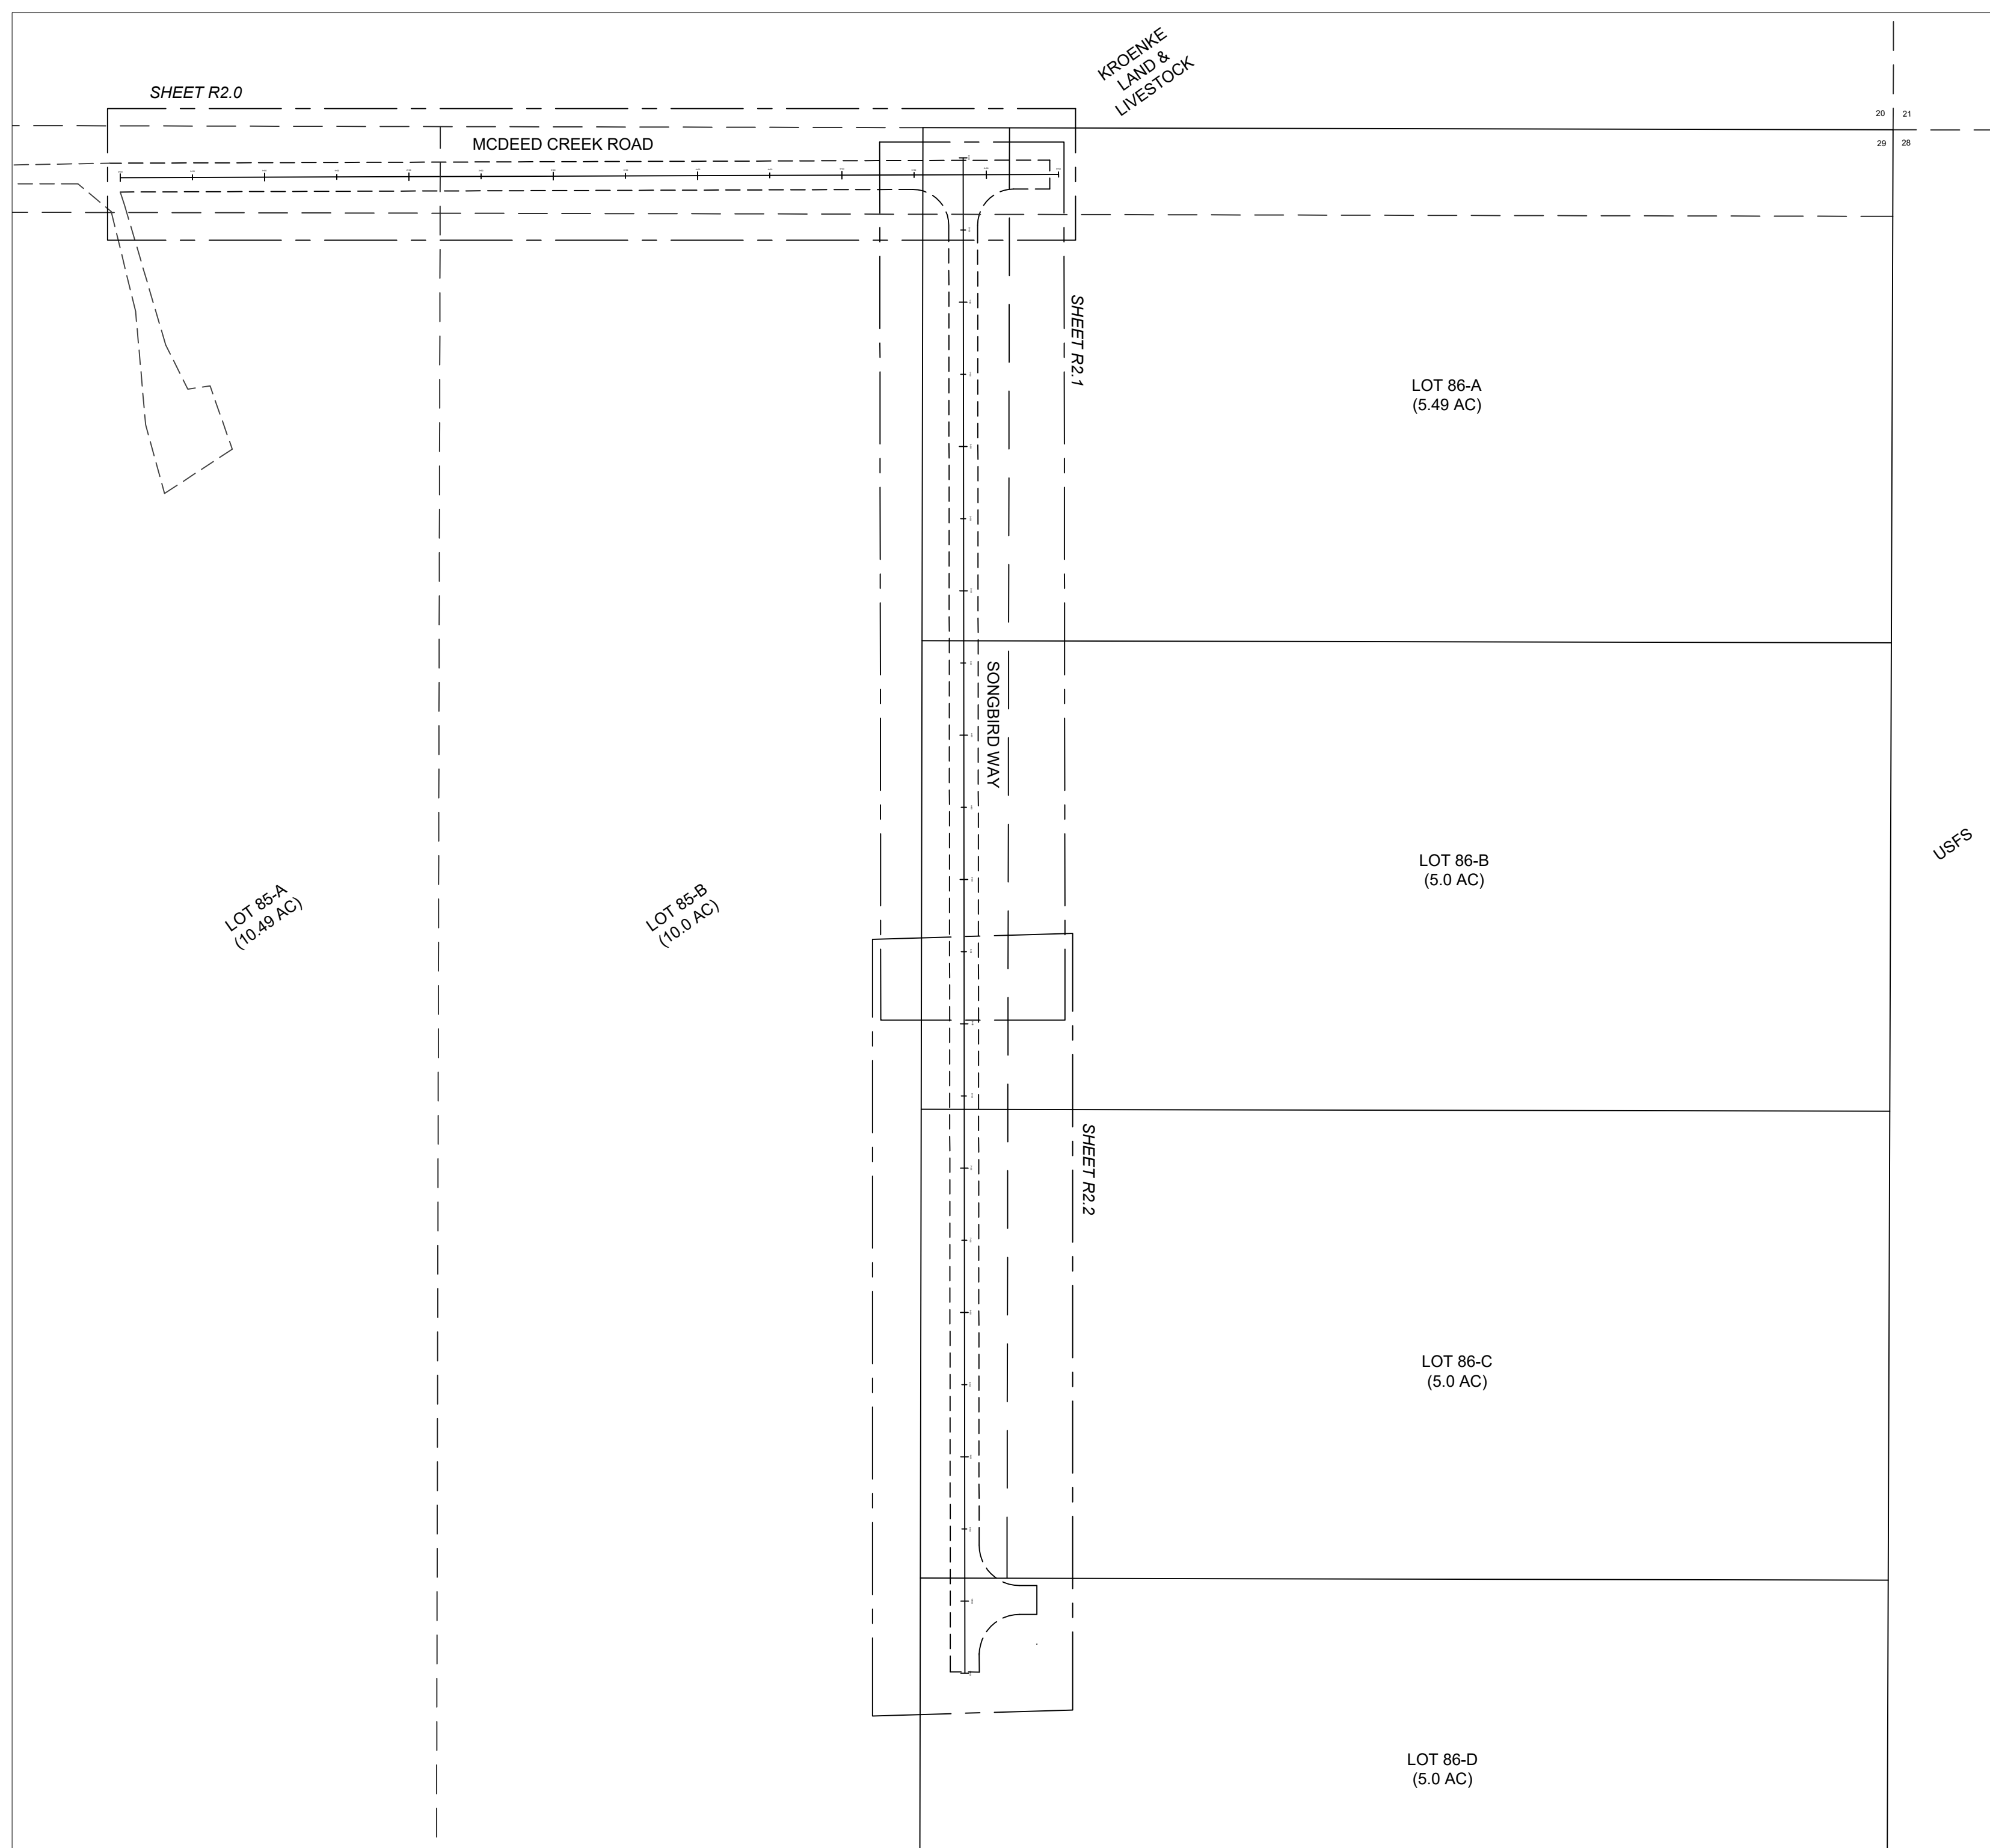 KROENKE
LAND &
LIVESTOCK
SHEET R2.0
20 21
29 28
MCDEED CREEK ROAD
SHEET R2.1
LOT 86-A
(5.49 AC)
SONGBIRD WAY
USFS
LOT 86-B
(5.0 AC)
LOT 85-A
(10.49 AC)
LOT 85-B
(10.0 AC)
SHEET R2.2
LOT 86-C
(5.0 AC)
LOT 86-D
(5.0 AC)